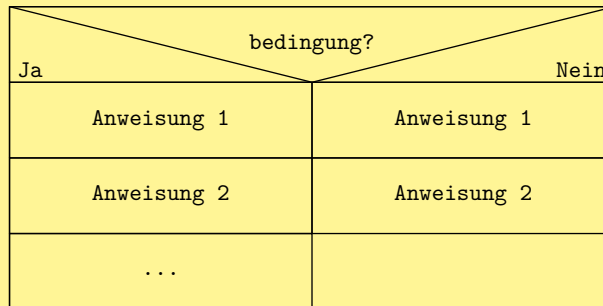 bedingung?
Ja Nein
Anweisung 1 Anweisung 1
Anweisung 2 Anweisung 2
...